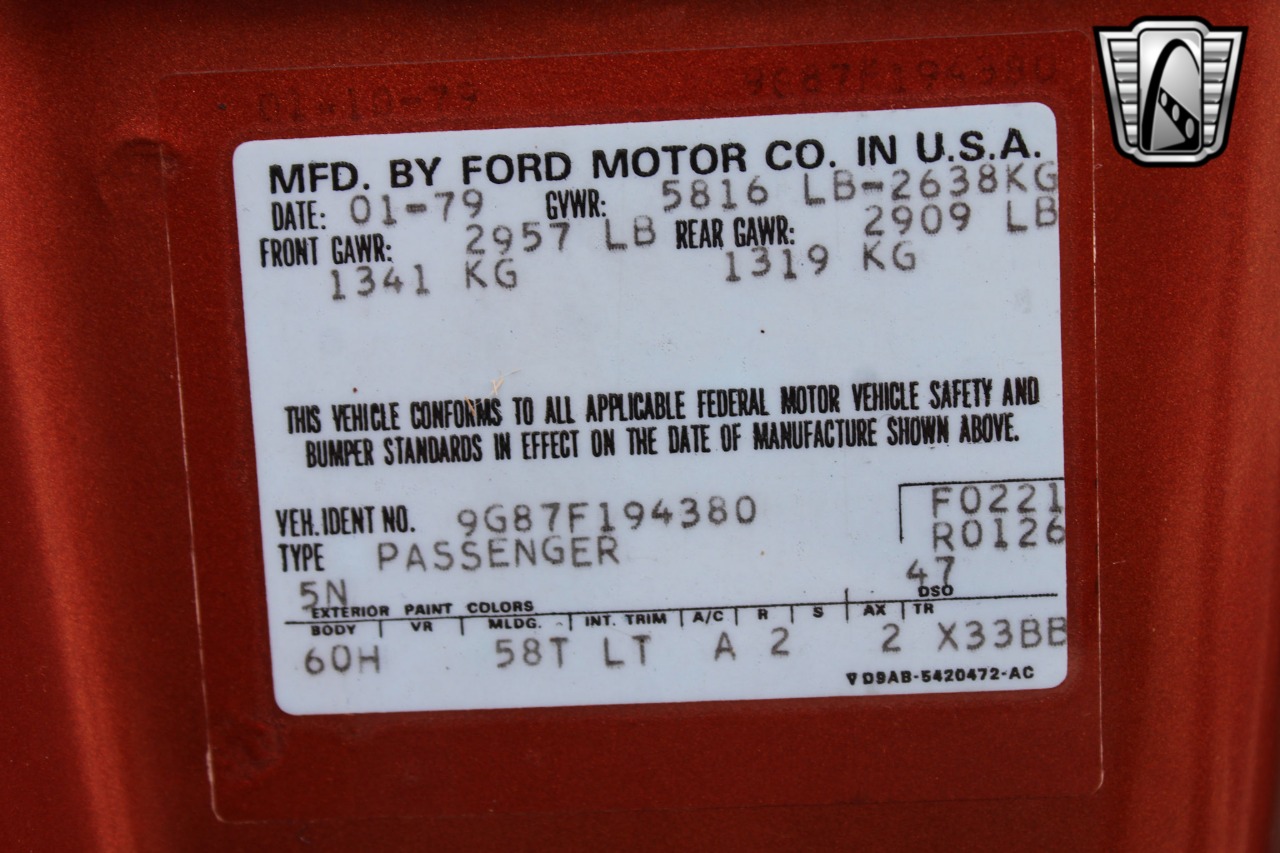 01-10-79 9G87F194380
MFD. BY FORD MOTOR CO. IN U.S.A.
DATE: 01-79 GVWR: 5816 LB-2638KG
FRONT GAWR: 2957 LB REAR GAWR: 2909 LB
1341 KG 1319 KG
THIS VEHICLE CONFORMS TO ALL APPLICABLE FEDERAL MOTOR VEHICLE SAFETY AND
BUMPER STANDARDS IN EFFECT ON THE DATE OF MANUFACTURE SHOWN ABOVE.
VEH. IDENT NO. 9G87F194380 F0221
TYPE PASSENGER R0126
5N 47
EXTERIOR PAINT COLORS DSO
BODY VR MLDG. INT. TRIM A/C R S AX TR
60H 58T LT A 2 2 X33BB
D9AB-5420472-AC